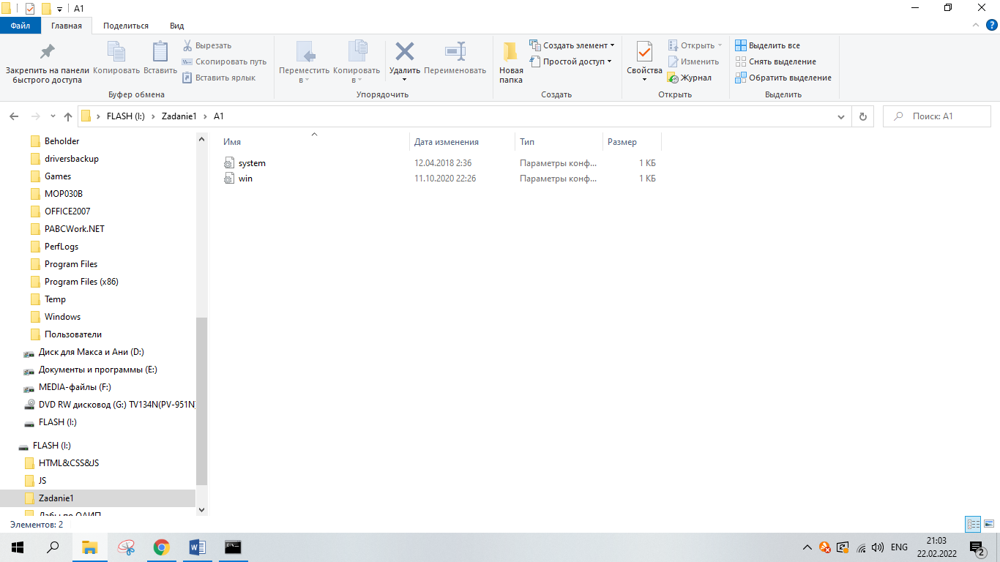 A1
Файл Главная Поделиться Вид
Закрепить на панели быстрого доступа
Копировать
Вставить
Вырезать
Скопировать путь
Вставить ярлык
Буфер обмена
Переместить в
Копировать в
Удалить
Переименовать
Упорядочить
Новая папка
Создать элемент
Простой доступ
Создать
Свойства
Открыть
Изменить
Журнал
Открыть
Выделить все
Снять выделение
Обратить выделение
Выделить
FLASH (I:) Zadanie1 A1
Поиск: A1
Beholder
driversbackup
Games
MOP030B
OFFICE2007
PABCWork.NET
PerfLogs
Program Files
Program Files (x86)
Temp
Windows
Пользователи
Диск для Макса и Ани (D:)
Документы и программы (E:)
MEDIA-файлы (F:)
DVD RW дисковод (G:) TV134N(PV-951N)
FLASH (I:)
FLASH (I:)
HTML&CSS&JS
JS
Zadanie1
Лабы по ОАИП
Имя Дата изменения Тип Размер
system 12.04.2018 2:36 Параметры конф... 1 КБ
win 11.10.2020 22:26 Параметры конф... 1 КБ
Элементов: 2
ENG
21:03
22.02.2022
2